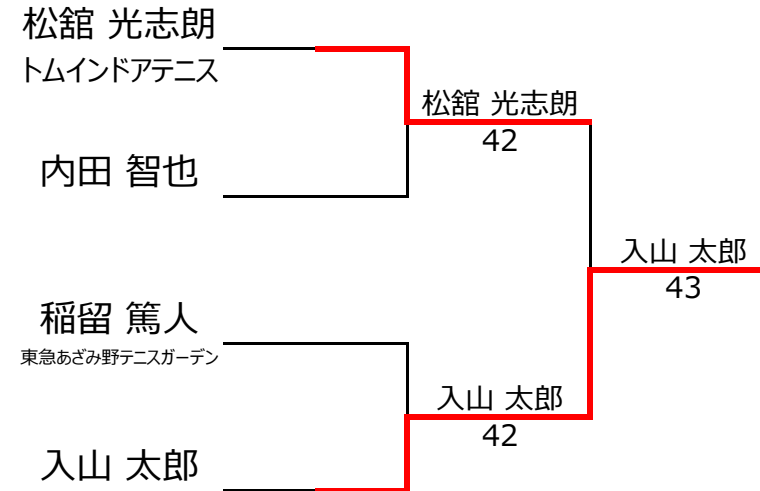 松舘 光志朗
トムインドアテニス
松舘 光志朗
42
内田 智也
入山 太郎
43
稲留 篤人
東急あざみ野テニスガーデン
入山 太郎
42
入山 太郎